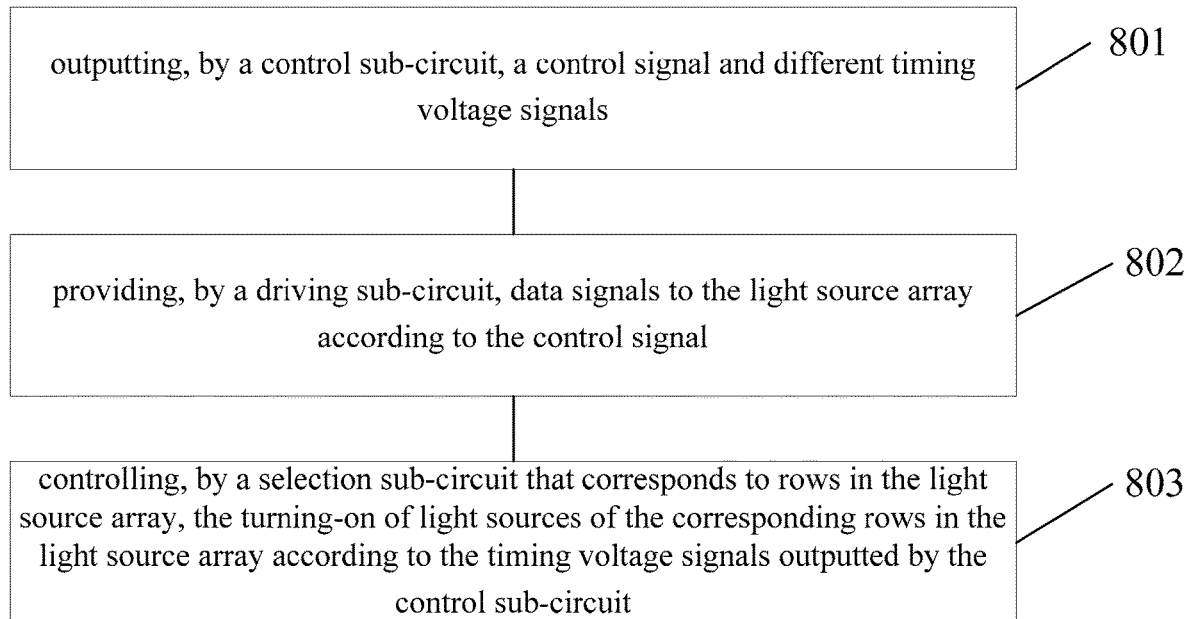 outputting, by a control sub-circuit, a control signal and different timing
voltage signals
801
providing, by a driving sub-circuit, data signals to the light source array
according to the control signal
802
controlling, by a selection sub-circuit that corresponds to rows in the light
source array, the turning-on of light sources of the corresponding rows in the
light source array according to the timing voltage signals outputted by the
control sub-circuit
803